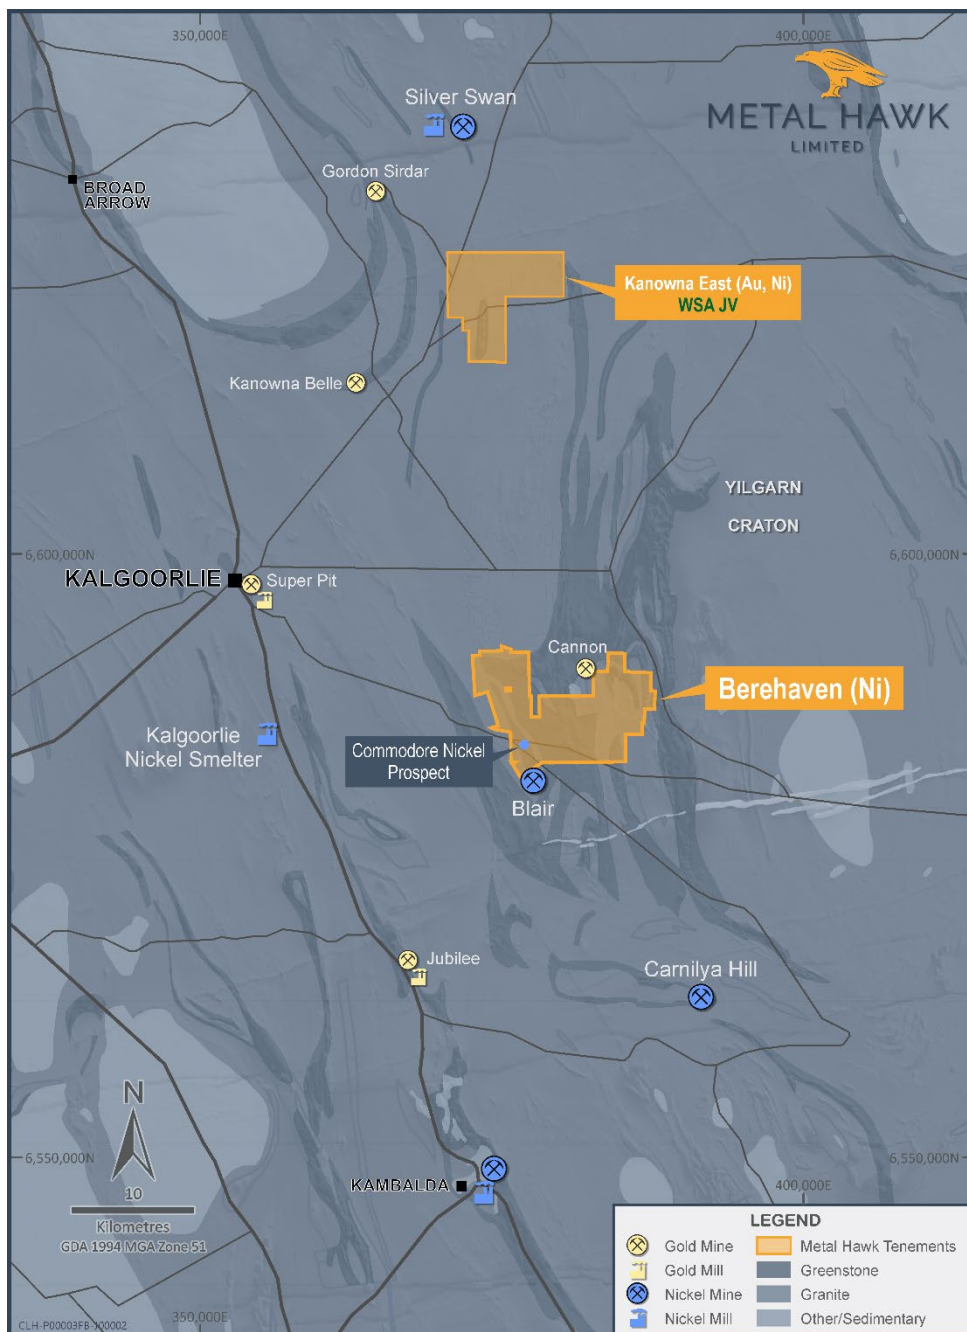 350,000E
400,000E
METAL HAWK
LIMITED
Silver Swan
Gordon Sirdar
BROAD
ARROW
Kanowna East (Au, Ni)
WSA JV
Kanowna Belle
YILGARN
CRATON
6,600,000N
6,600,000N
KALGOORLIE
Super Pit
Cannon
Berehaven (Ni)
Kalgoorlie
Nickel Smelter
Commodore Nickel
Prospect
Blair
Jubilee
Carnilya Hill
N
6,550,000N
6,550,000N
KAMBALDA
10
Kilometres
GDA 1994 MGA Zone 51
400,000E
350,000E
LEGEND
Gold Mine
Metal Hawk Tenements
Gold Mill
Greenstone
Nickel Mine
Granite
Nickel Mill
Other/Sedimentary
CLH-P00003FB-J00002